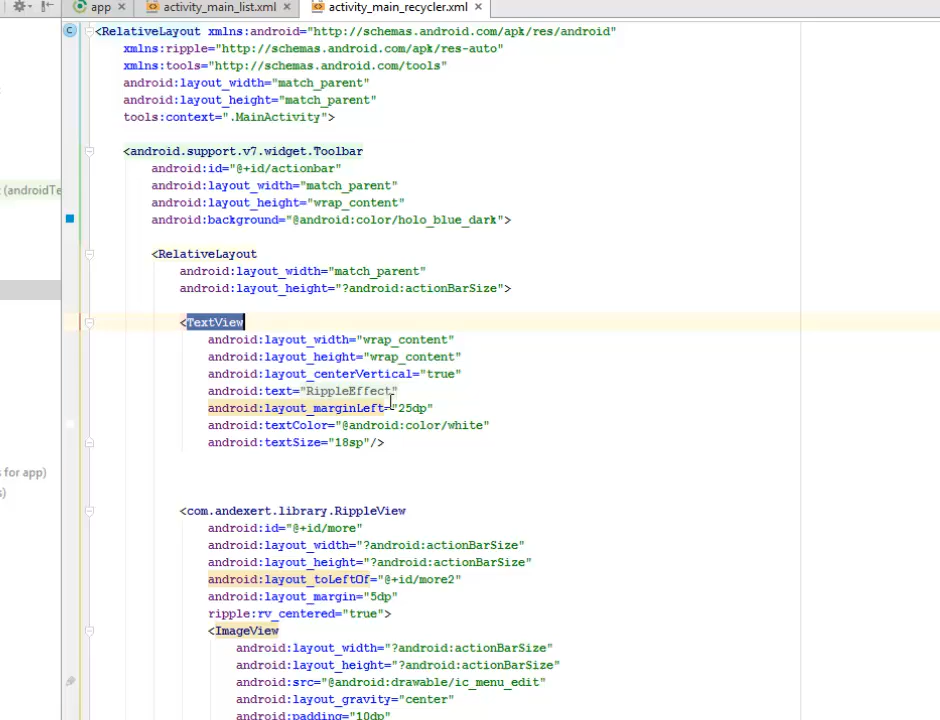 app
activity_main_list.xml
activity_main_recycler.xml
<RelativeLayout xmlns:android="http://schemas.android.com/apk/res/android"
xmlns:ripple="http://schemas.android.com/apk/res-auto"
xmlns:tools="http://schemas.android.com/tools"
android:layout_width="match_parent"
android:layout_height="match_parent"
tools:context=".MainActivity">
<android.support.v7.widget.Toolbar
android:id="@+id/actionbar"
android:layout_width="match_parent"
(androidTe
android:layout_height="wrap_content"
android:background="@android:color/holo_blue_dark">
<RelativeLayout
android:layout_width="match_parent"
android:layout_height="?android:actionBarSize">
<TextView
android:layout_width="wrap_content"
android:layout_height="wrap_content"
android:layout_centerVertical="true"
android:text="RippleEffect"
android:layout_marginLeft="25dp"
android:textColor="@android:color/white"
android:textSize="18sp"/>
s for app)
s)
<com.andexert.library.RippleView
android:id="@+id/more"
android:layout_width="?android:actionBarSize"
android:layout_height="?android:actionBarSize"
android:layout_toLeftOf="@+id/more2"
android:layout_margin="5dp"
ripple:rv_centered="true">
<ImageView
android:layout_width="?android:actionBarSize"
android:layout_height="?android:actionBarSize"
android:src="@android:drawable/ic_menu_edit"
android:layout_gravity="center"
android:padding="10dp"